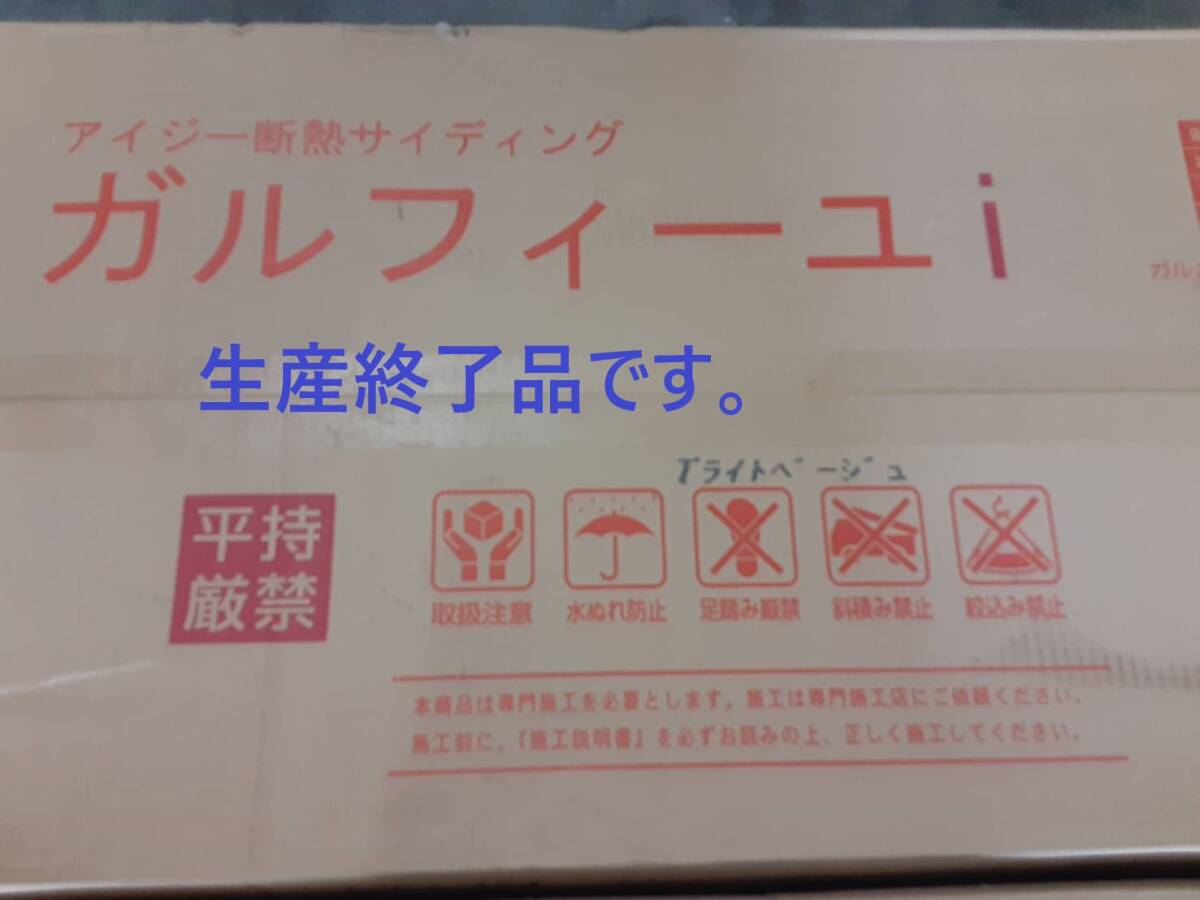 アイジー断熱サイディング
ガルフィーユi
生産終了品です。
Tライトベージュ
平持
厳禁
取扱注意
水ぬれ防止
足踏み厳禁
斜積み禁止
絞込み禁止
本商品は専門施工を必要とします。施工は専門施工店にご依頼ください。
施工前に、『施工説明書』を必ずお読みの上、正しく施工してください。